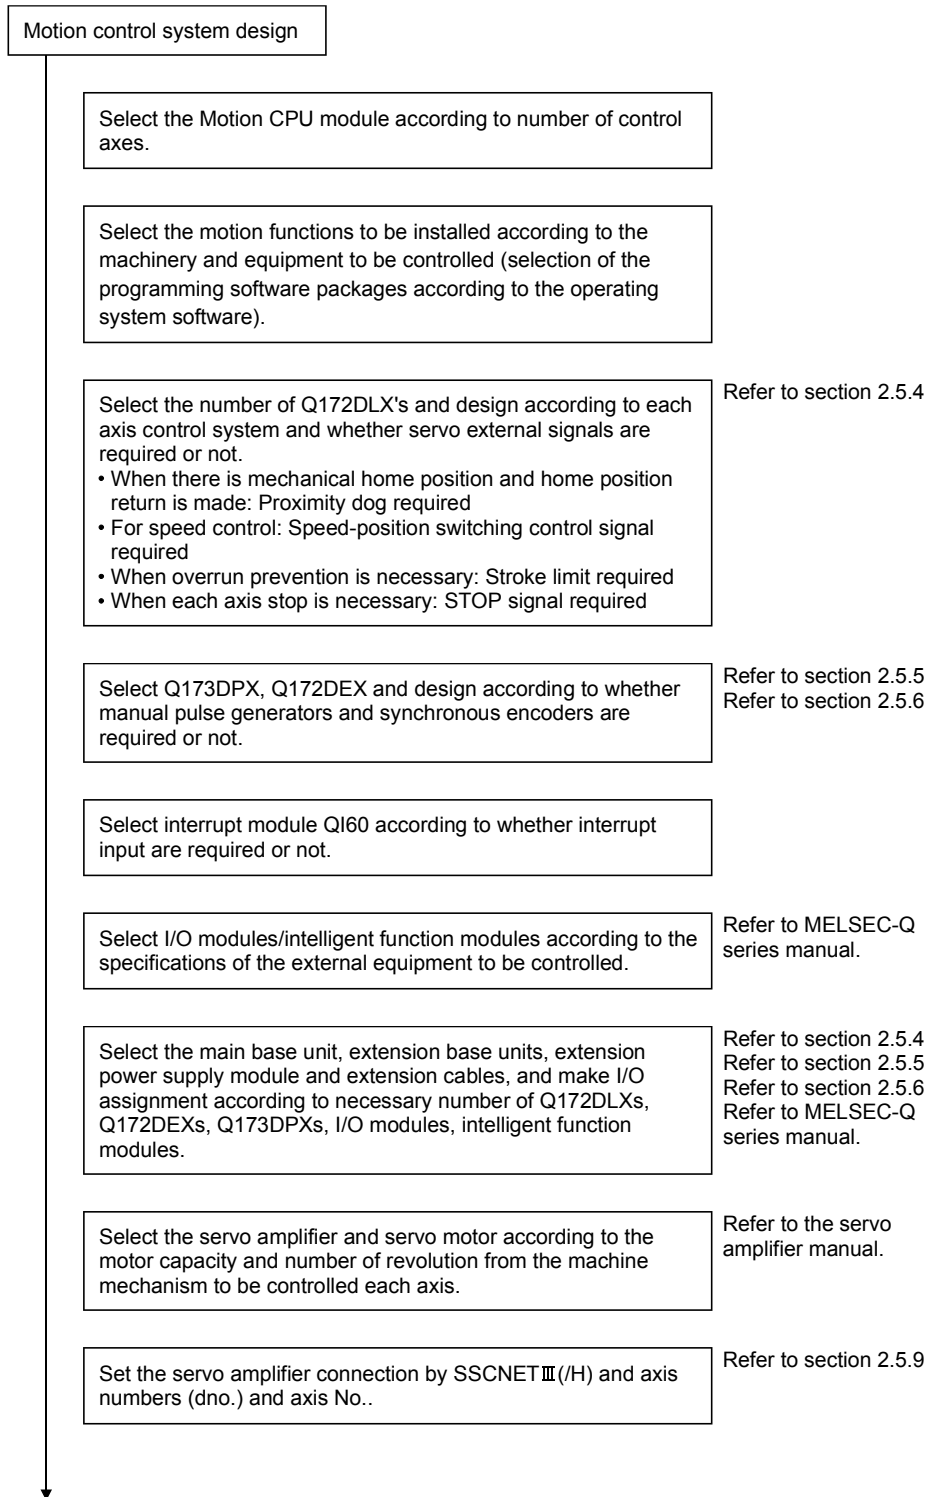 Motion control system design
Select the Motion CPU module according to number of control
axes.
Select the motion functions to be installed according to the
machinery and equipment to be controlled (selection of the
programming software packages according to the operating
system software).
Select the number of Q172DLX's and design according to each
axis control system and whether servo external signals are
required or not.
• When there is mechanical home position and home position
return is made: Proximity dog required
• For speed control: Speed-position switching control signal
required
• When overrun prevention is necessary: Stroke limit required
• When each axis stop is necessary: STOP signal required
Refer to section 2.5.4
Select Q173DPX, Q172DEX and design according to whether
manual pulse generators and synchronous encoders are
required or not.
Refer to section 2.5.5
Refer to section 2.5.6
Select interrupt module QI60 according to whether interrupt
input are required or not.
Select I/O modules/intelligent function modules according to the
specifications of the external equipment to be controlled.
Refer to MELSEC-Q
series manual.
Select the main base unit, extension base units, extension
power supply module and extension cables, and make I/O
assignment according to necessary number of Q172DLXs,
Q172DEXs, Q173DPXs, I/O modules, intelligent function
modules.
Refer to section 2.5.4
Refer to section 2.5.5
Refer to section 2.5.6
Refer to MELSEC-Q
series manual.
Select the servo amplifier and servo motor according to the
motor capacity and number of revolution from the machine
mechanism to be controlled each axis.
Refer to the servo
amplifier manual.
Set the servo amplifier connection by SSCNETⅢ(/H) and axis
numbers (dno.) and axis No..
Refer to section 2.5.9